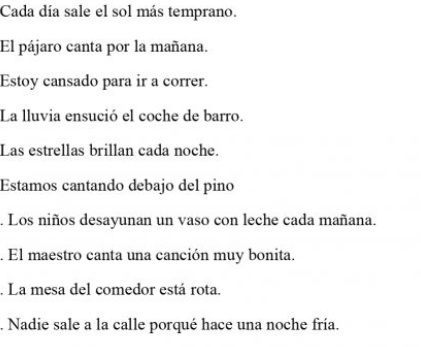 Cada día sale el sol más temprano.
El pájaro canta por la mañana.
Estoy cansado para ir a correr.
La lluvia ensució el coche de barro.
Las estrellas brillan cada noche.
Estamos cantando debajo del pino
. Los niños desayunan un vaso con leche cada mañana.
. El maestro canta una canción muy bonita.
. La mesa del comedor está rota.
. Nadie sale a la calle porqué hace una noche fría.